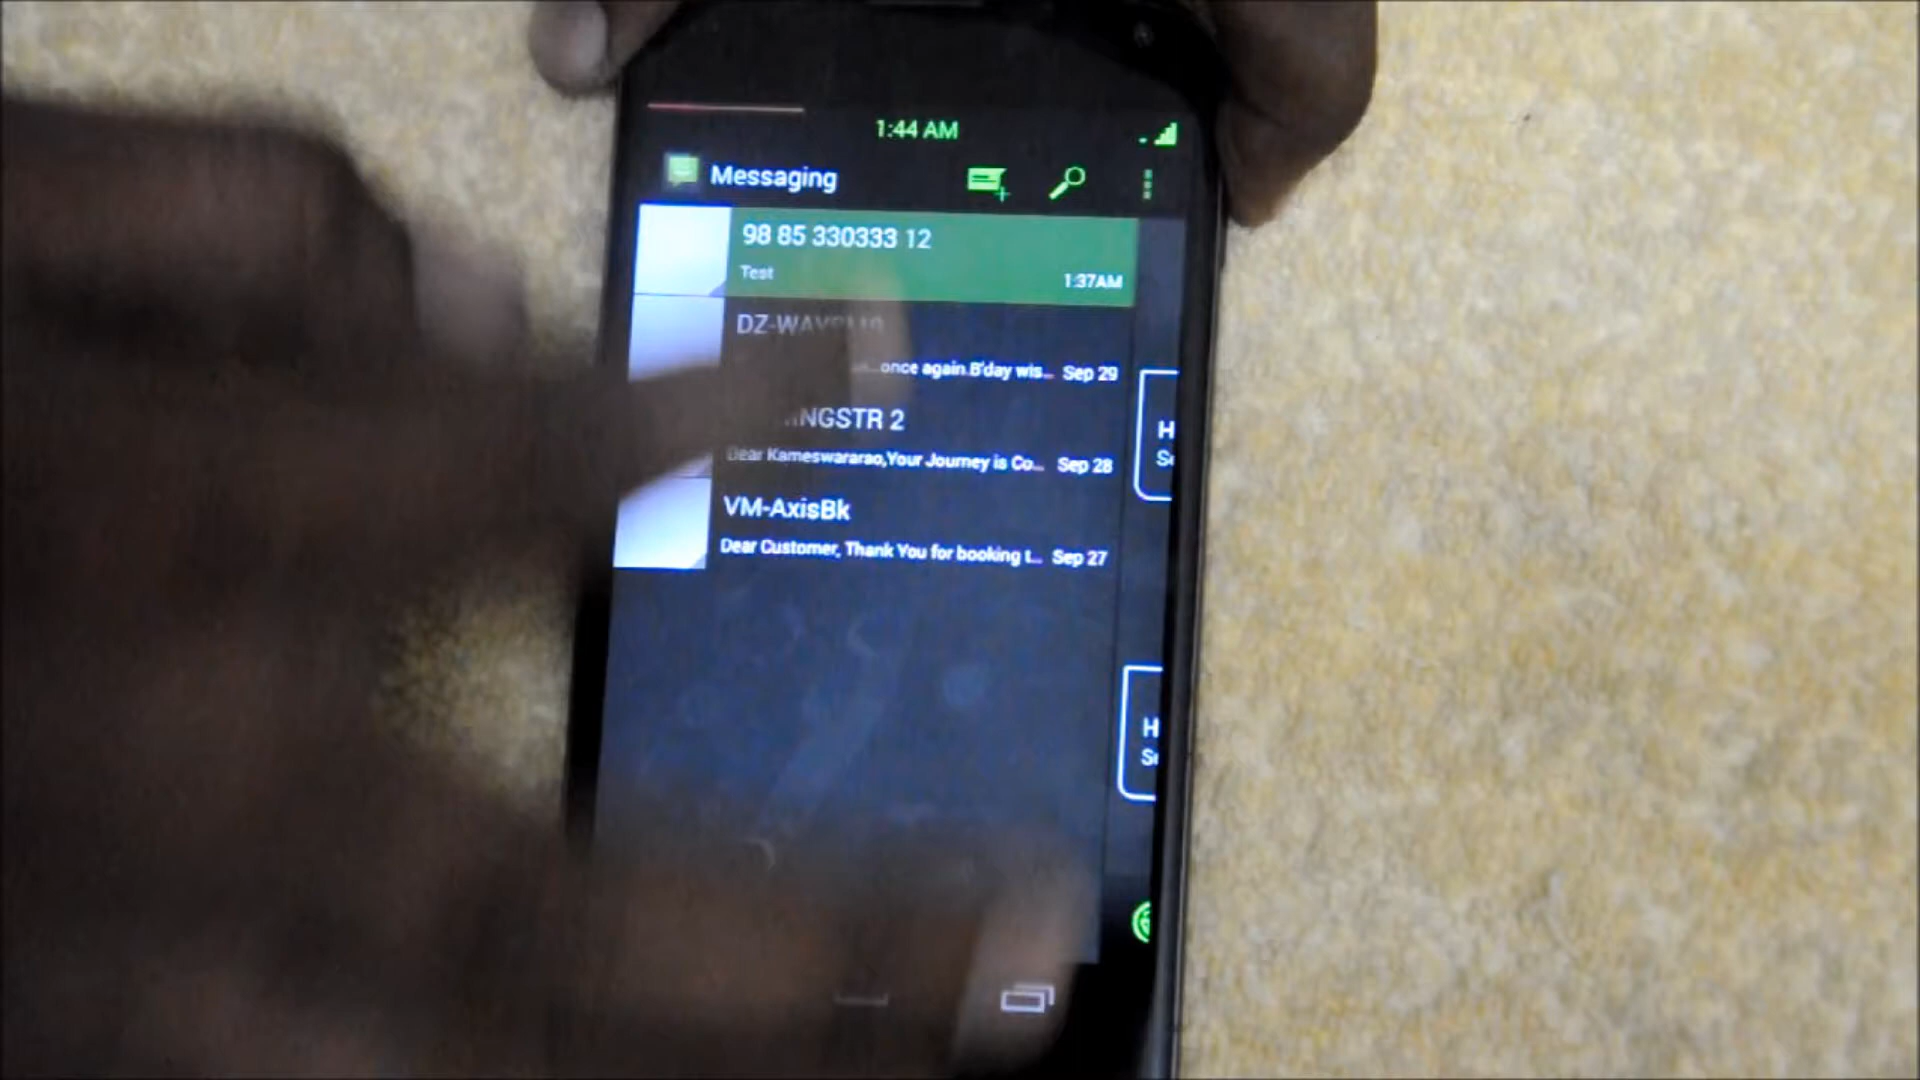 1:44 AM
Messaging
98 85 330333 12
Test 1:37AM
once again B'day wis... Sep 29
NGSTR 2
Dear Kameswararao,Your Journey is Co... Sep 28
VM-AxisBk
Dear Customer, Thank You for booking t... Sep 27
H
H